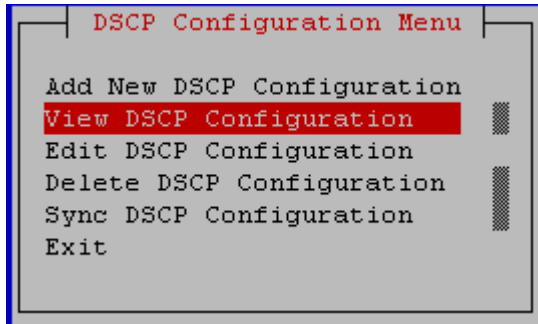 DSCP Configuration Menu
Add New DSCP Configuration
View DSCP Configuration
Edit DSCP Configuration
Delete DSCP Configuration
Sync DSCP Configuration
Exit